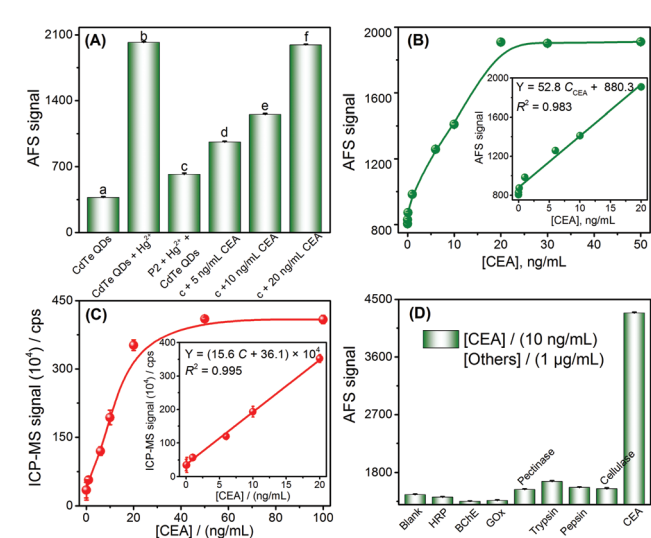 (A)
AFS signal
2100
1400
700
0
a
b
c
d
e
f
CdTe QDs
CdTe QDs + Hg²⁺
P2 + Hg²⁺ +
CdTe QDs
c + 5 ng/mL CEA
c +10 ng/mL CEA
c + 20 ng/mL CEA
(B)
AFS signal
2000
1600
1200
800
0 10 20 30 40 50
[CEA], ng/mL
Y = 52.8 C_CEA + 880.3
R² = 0.983
AFS signal
2000
1600
1200
800
0 5 10 15 20
[CEA], ng/mL
(C)
ICP-MS signal (10⁴) / cps
450
300
150
0
0 20 40 60 80 100
[CEA] / (ng/mL)
Y = (15.6 C + 36.1) × 10⁴
R² = 0.995
ICP-MS signal (10⁴) / cps
400
300
200
100
0
0 5 10 15 20
[CEA] / (ng/mL)
(D)
AFS signal
4500
3600
2700
1800
[CEA] / (10 ng/mL)
[Others] / (1 µg/mL)
Blank
HRP
BChE
GOx
Pectinase
Trypsin
Pepsin
Cellulase
CEA